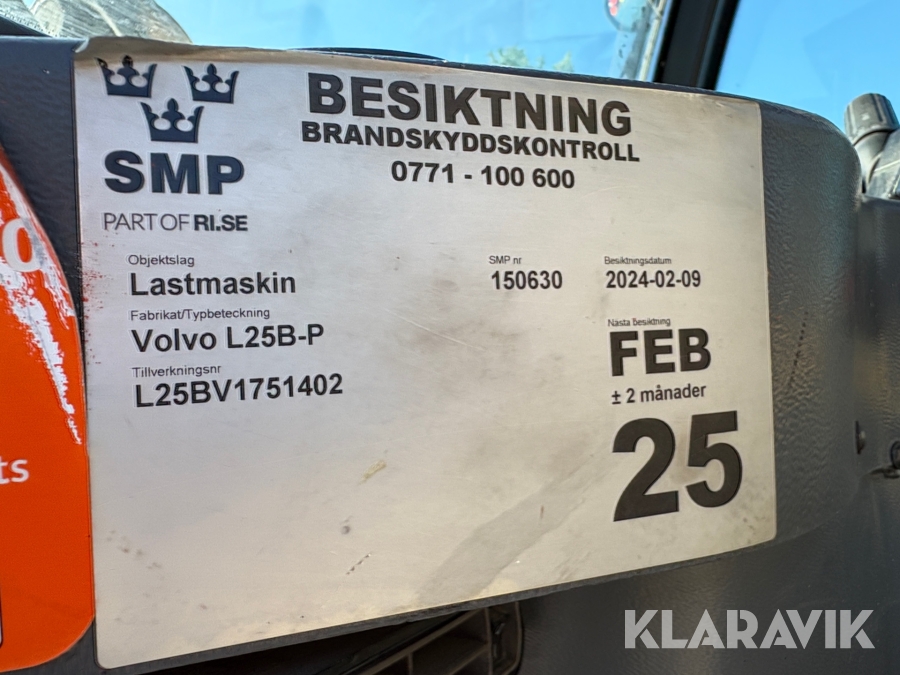 BESIKTNING
BRANDSKYDDSKONTROLL
0771 - 100 600
SMP
PART OF RI.SE
Objektslag
Lastmaskin
SMP nr
150630
Besiktningsdatum
2024-02-09
Fabrikat/Typbeteckning
Volvo L25B-P
Tillverkningsnr
L25BV1751402
Nästa Besiktning
FEB
± 2 månader
25
ts
KLARAVIK